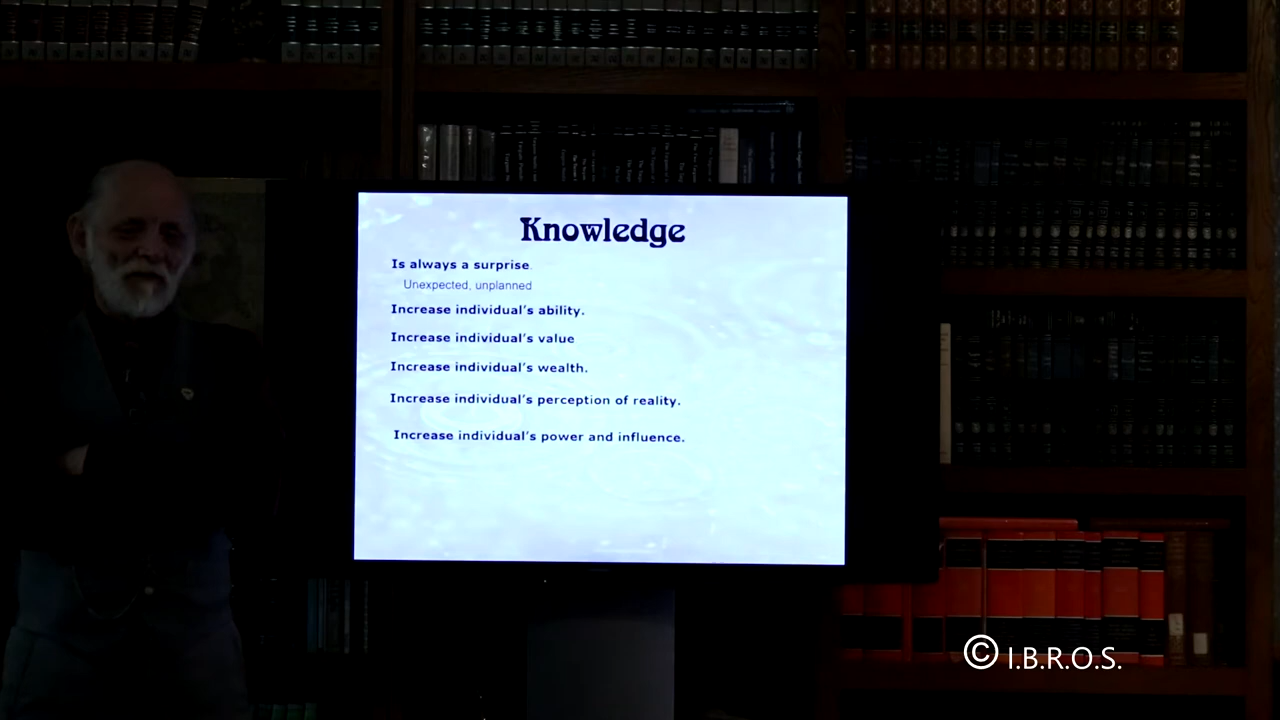 Knowledge
Is always a surprise.
Unexpected, unplanned
Increase individual's ability.
Increase individual's value
Increase individual's wealth.
Increase individual's perception of reality.
Increase individual's power and influence.
© I.B.R.O.S.